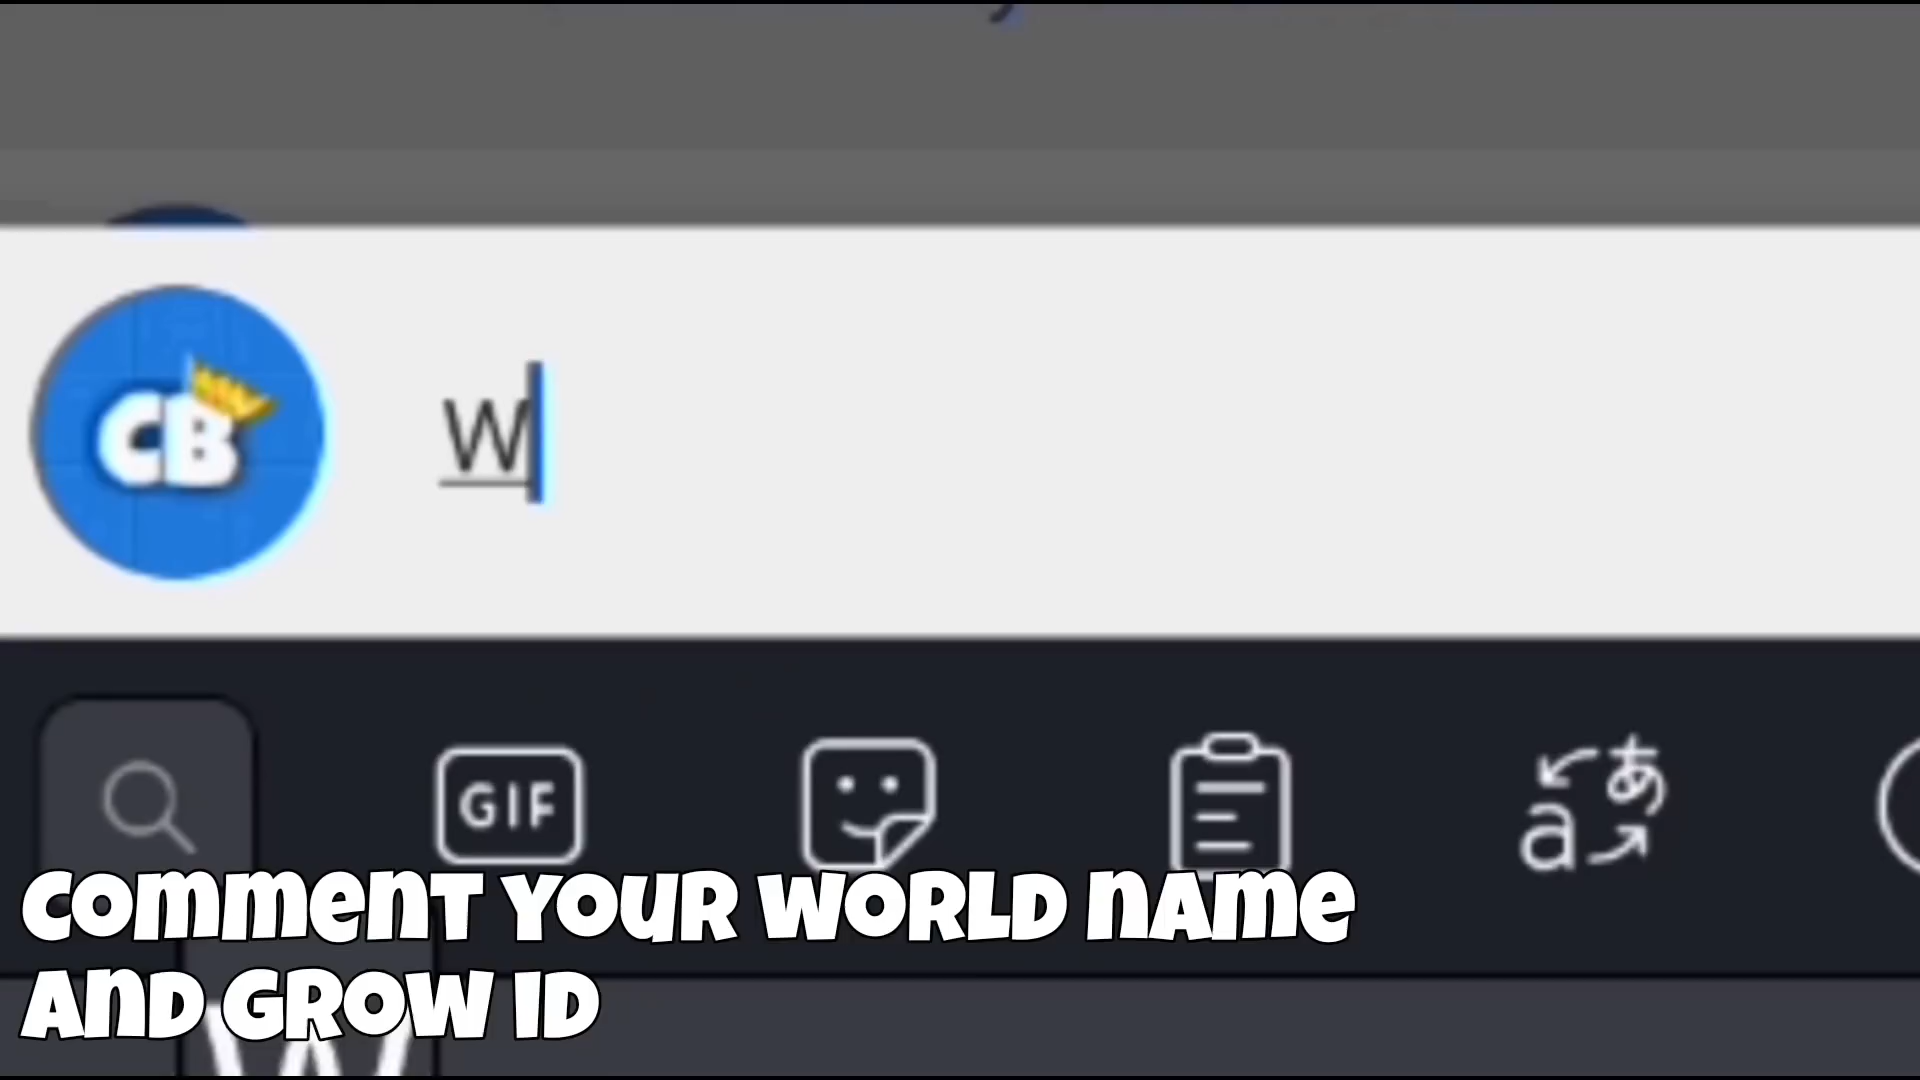 CB
W
GIF
a あ
COMMENT YOUR WORLD NAME
AND GROW ID
W